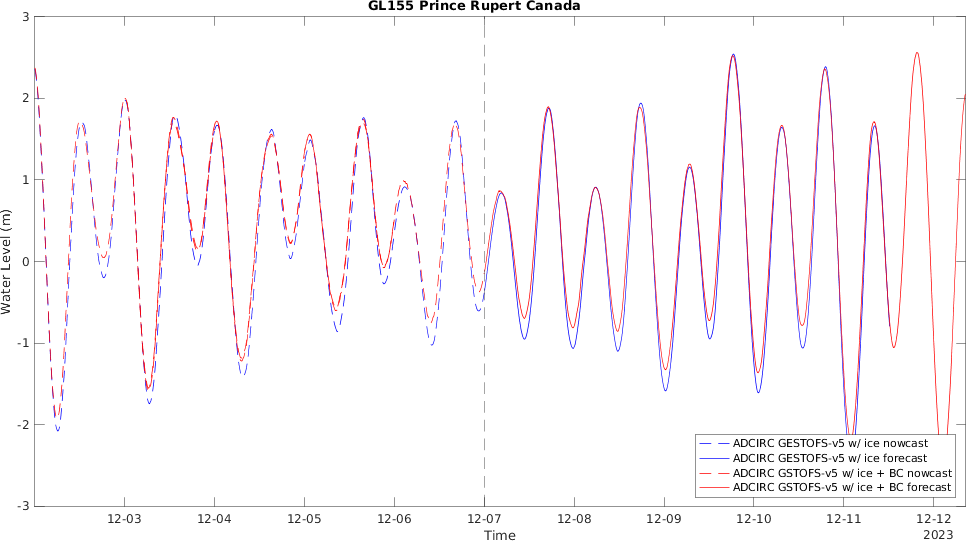 GL155 Prince Rupert Canada
3
2
1
0
-1
-2
-3
Water Level (m)
ADCIRC GESTOFS-v5 w/ ice nowcast
ADCIRC GESTOFS-v5 w/ ice forecast
ADCIRC GSTOFS-v5 w/ ice + BC nowcast
ADCIRC GSTOFS-v5 w/ ice + BC forecast
12-03 12-04 12-05 12-06 12-07 12-08 12-09 12-10 12-11 12-12
Time
2023